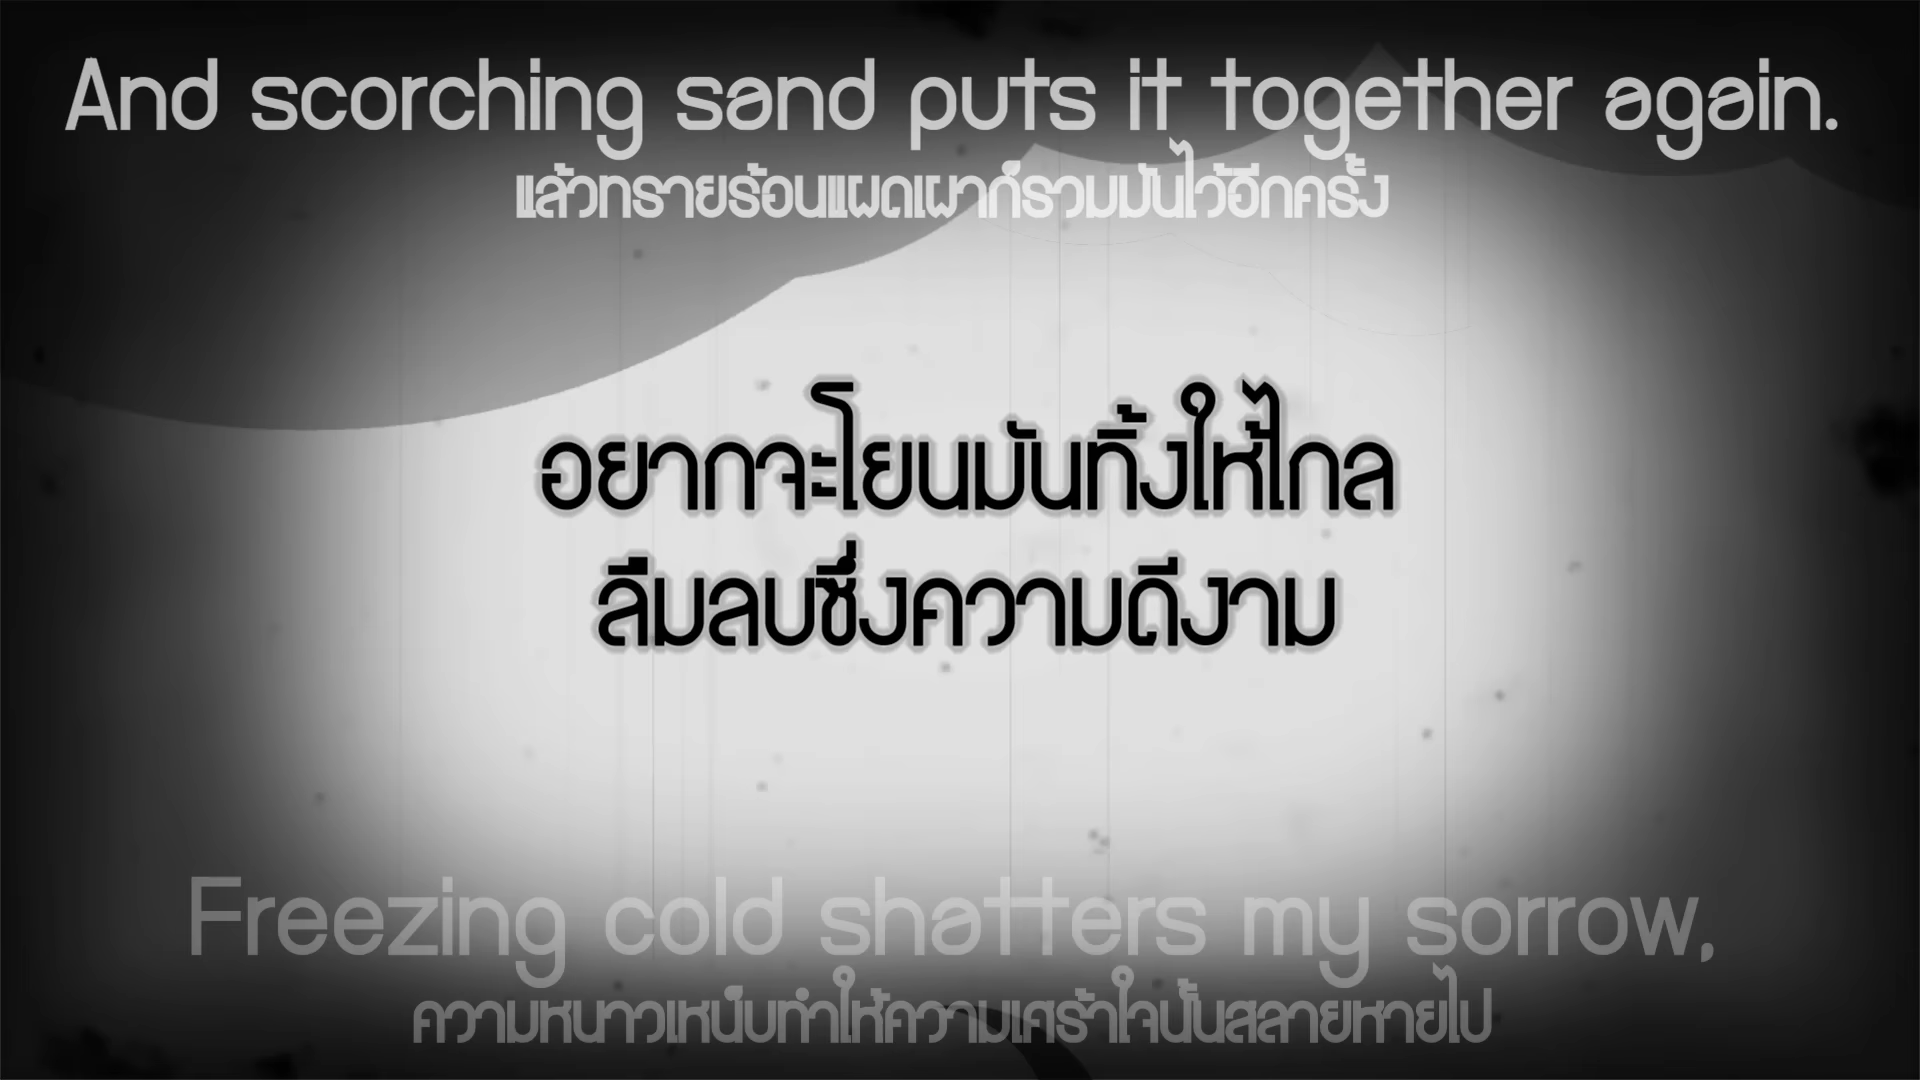 And scorching sand puts it together again.
แล้วทรายร้อนแผดเผาก็รวมมันไว้อีกครั้ง
อยากจะโยนมันทิ้งให้ไกล
ลืมลบซึ่งความดีงาม
Freezing cold shatters my sorrow,
ความหนาวเหน็บทำให้ความเศร้าใจนั้นสลายหายไป